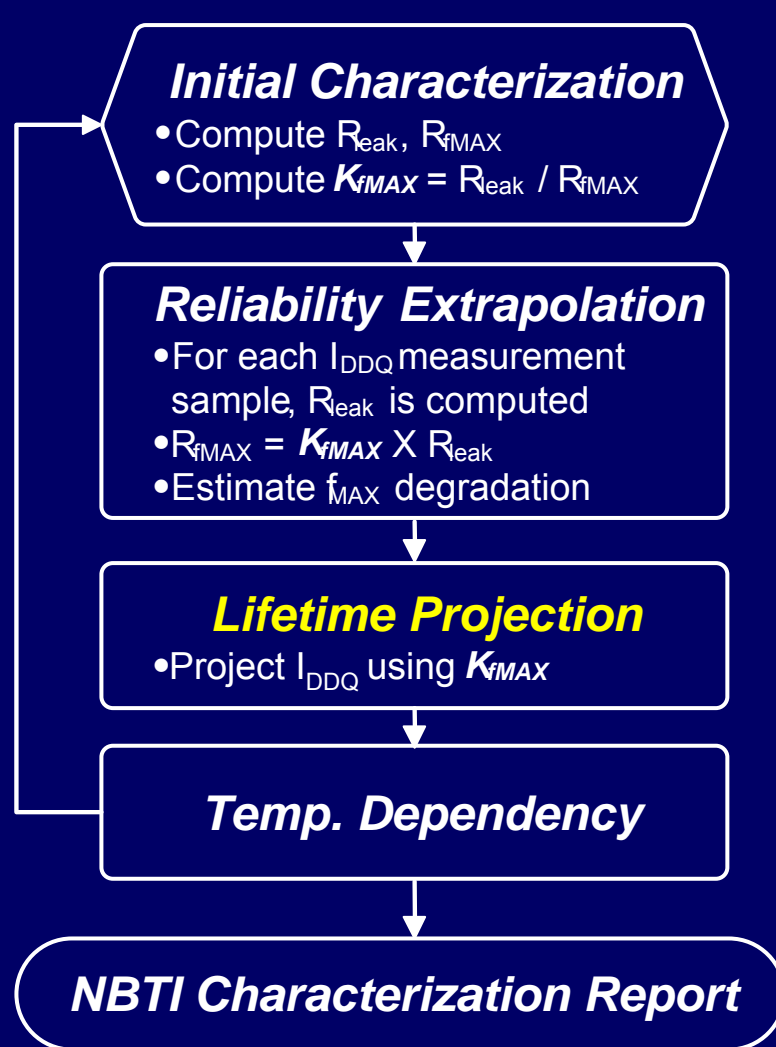 Initial Characterization
•Compute Rleak, RfMAX
•Compute KfMAX = Rleak / RfMAX
Reliability Extrapolation
•For each IDDQ measurement
sample, Rleak is computed
•RfMAX = KfMAX X Rleak
•Estimate fMAX degradation
Lifetime Projection
•Project IDDQ using KfMAX
Temp. Dependency
NBTI Characterization Report